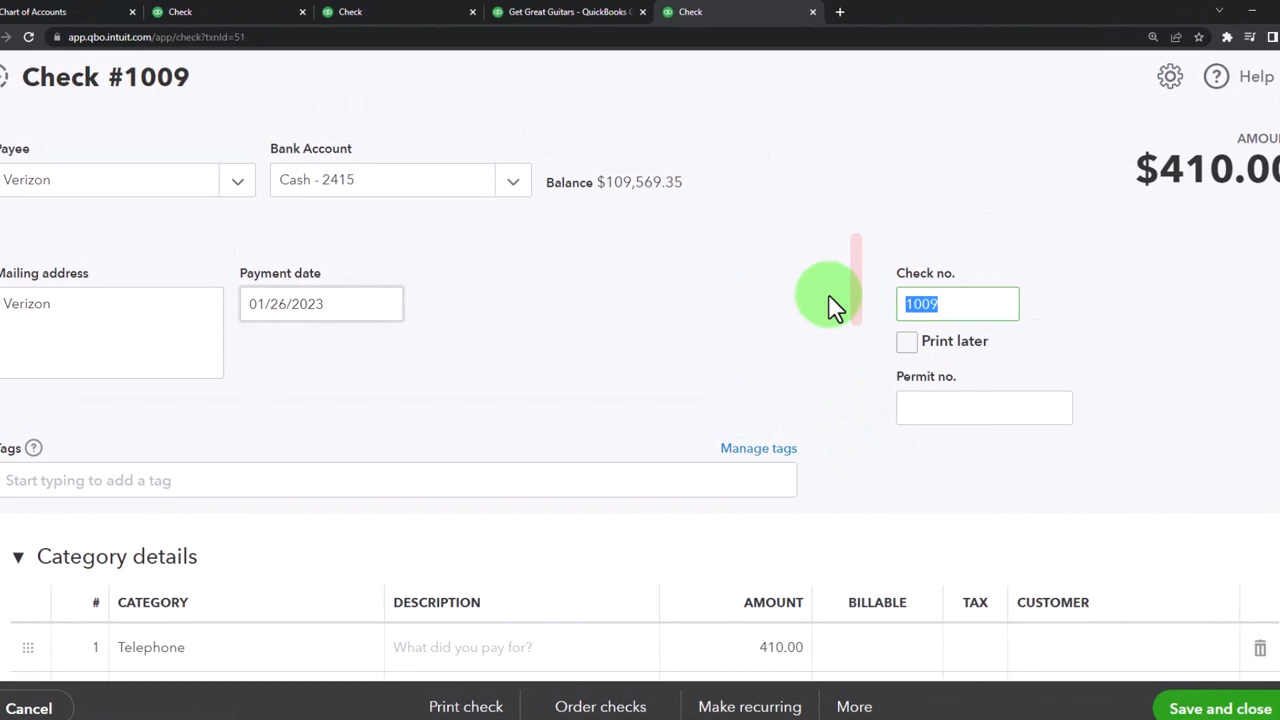 Chart of Accounts
Check
Check
Get Great Guitars – QuickBooks
Check
app.qbo.intuit.com/app/check?txnId=51
Check #1009
Help
Payee
Bank Account
AMOU
Verizon
Cash - 2415
Balance $109,569.35
$410.00
Mailing address
Payment date
Check no.
Verizon
01/26/2023
1009
Print later
Permit no.
Tags ?
Manage tags
Start typing to add a tag
▼ Category details
# CATEGORY DESCRIPTION AMOUNT BILLABLE TAX CUSTOMER
1 Telephone What did you pay for? 410.00
Cancel Print check Order checks Make recurring More Save and close